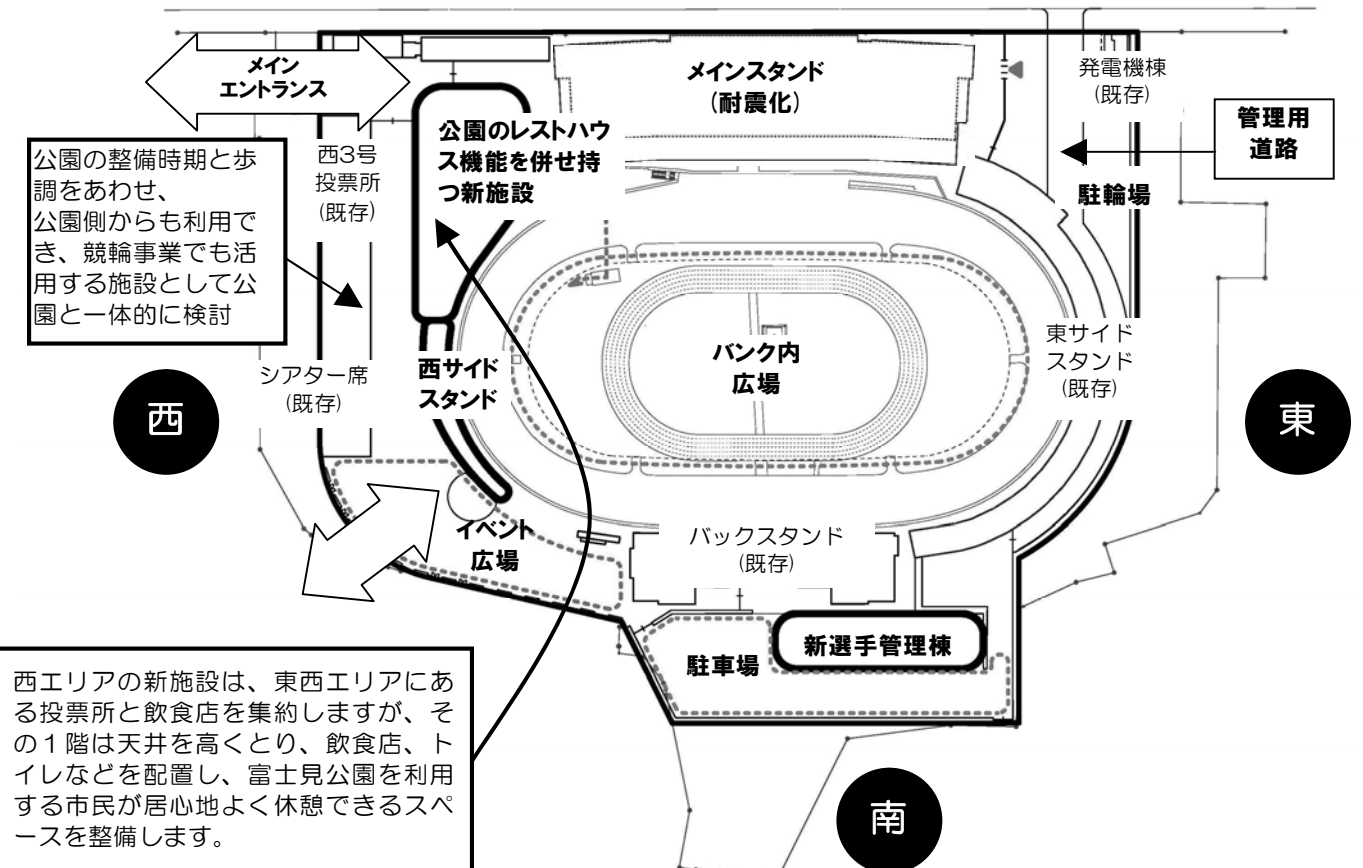 メイン
エントランス
メインスタンド
(耐震化)
発電機棟
(既存)
管理用
道路
公園の整備時期と歩
調をあわせ、
公園側からも利用で
き、競輪事業でも活
用する施設として公
園と一体的に検討
西3号
投票所
(既存)
公園のレストハウ
ス機能を併せ持
つ新施設
駐輪場
シアター席
(既存)
西サイド
スタンド
バンク内
広場
東サイド
スタンド
(既存)
西
東
イベント
広場
バックスタンド
(既存)
駐車場
新選手管理棟
西エリアの新施設は、東西エリアにあ
る投票所と飲食店を集約しますが、そ
の１階は天井を高くとり、飲食店、ト
イレなどを配置し、富士見公園を利用
する市民が居心地よく休憩できるスペ
ースを整備します。
南